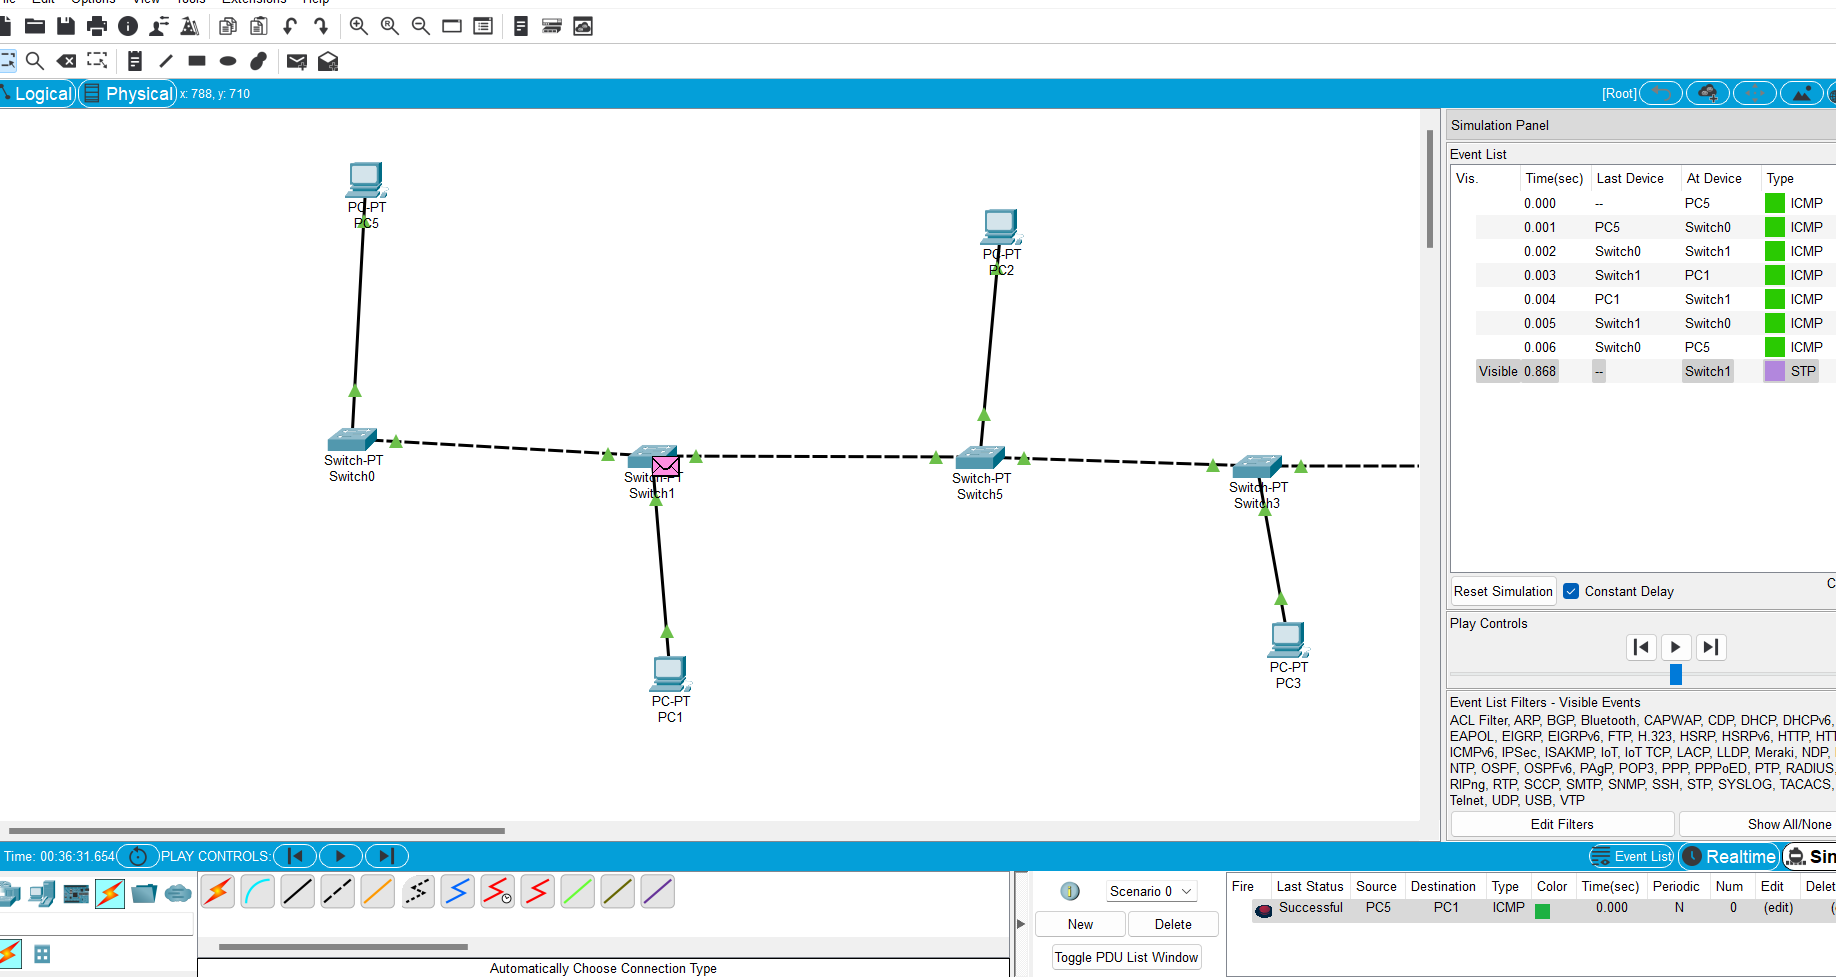 Logical
Physical
x: 788, y: 710
[Root]
PC-PT
PC5
PC-PT
PC2
Switch-PT
Switch0
Switch-PT
Switch1
Switch-PT
Switch5
Switch-PT
Switch3
PC-PT
PC1
PC-PT
PC3
Simulation Panel
Event List
Vis. Time(sec) Last Device At Device Type
0.000 -- PC5 ICMP
0.001 PC5 Switch0 ICMP
0.002 Switch0 Switch1 ICMP
0.003 Switch1 PC1 ICMP
0.004 PC1 Switch1 ICMP
0.005 Switch1 Switch0 ICMP
0.006 Switch0 PC5 ICMP
Visible 0.868 -- Switch1 STP
Reset Simulation Constant Delay C
Play Controls
Event List Filters - Visible Events
ACL Filter, ARP, BGP, Bluetooth, CAPWAP, CDP, DHCP, DHCPv6,
EAPOL, EIGRP, EIGRPv6, FTP, H.323, HSRP, HSRPv6, HTTP, HTT
ICMPv6, IPSec, ISAKMP, IoT, IoT TCP, LACP, LLDP, Meraki, NDP,
NTP, OSPF, OSPFv6, PAgP, POP3, PPP, PPPoED, PTP, RADIUS,
RIPng, RTP, SCCP, SMTP, SNMP, SSH, STP, SYSLOG, TACACS,
Telnet, UDP, USB, VTP
Edit Filters Show All/None
Time: 00:36:31.654 PLAY CONTROLS:
Event List Realtime Sin
Automatically Choose Connection Type
Scenario 0
New Delete
Toggle PDU List Window
Fire Last Status Source Destination Type Color Time(sec) Periodic Num Edit Delet
Successful PC5 PC1 ICMP 0.000 N 0 (edit) (